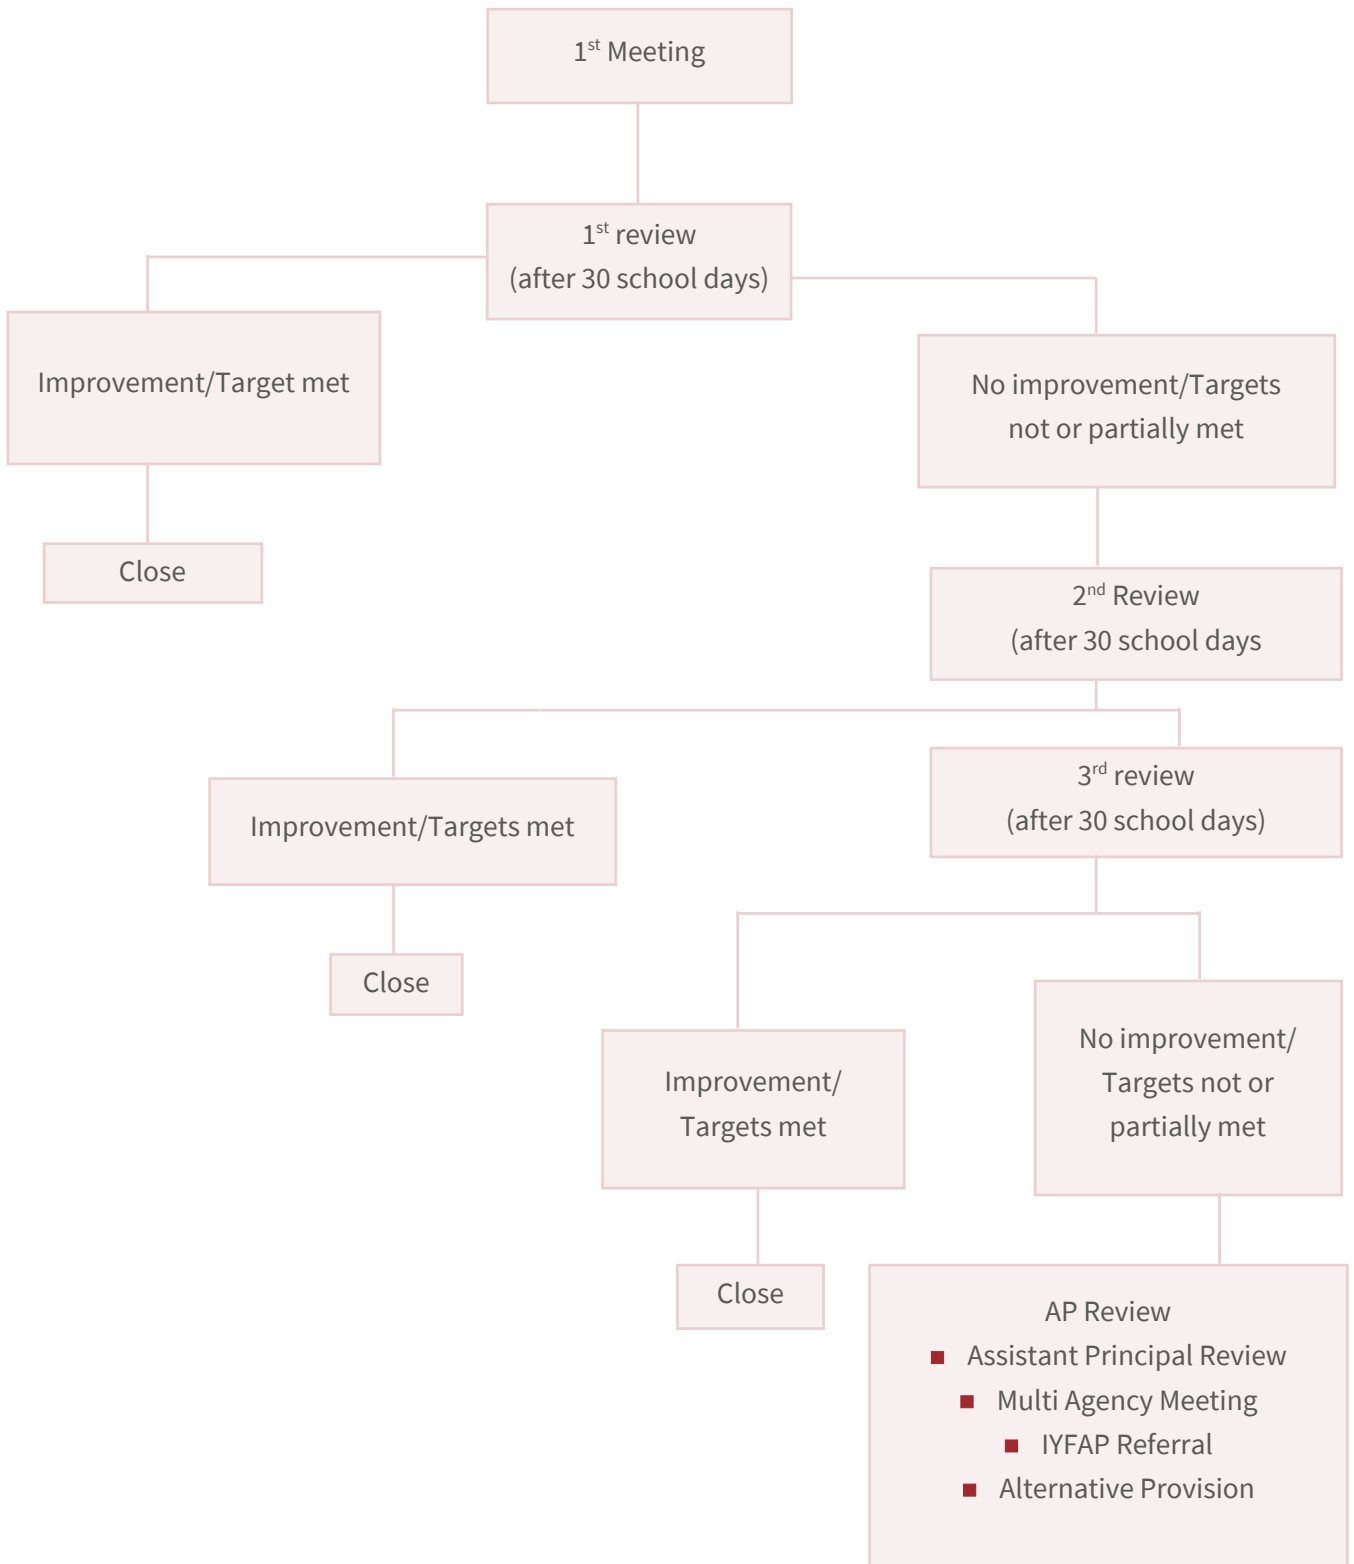 1st Meeting
1st review
(after 30 school days)
Improvement/Target met
No improvement/Targets
not or partially met
Close
2nd Review
(after 30 school days
3rd review
(after 30 school days)
Improvement/Targets met
Close
Improvement/
Targets met
No improvement/
Targets not or
partially met
Close
AP Review
■ Assistant Principal Review
■ Multi Agency Meeting
■ IYFAP Referral
■ Alternative Provision